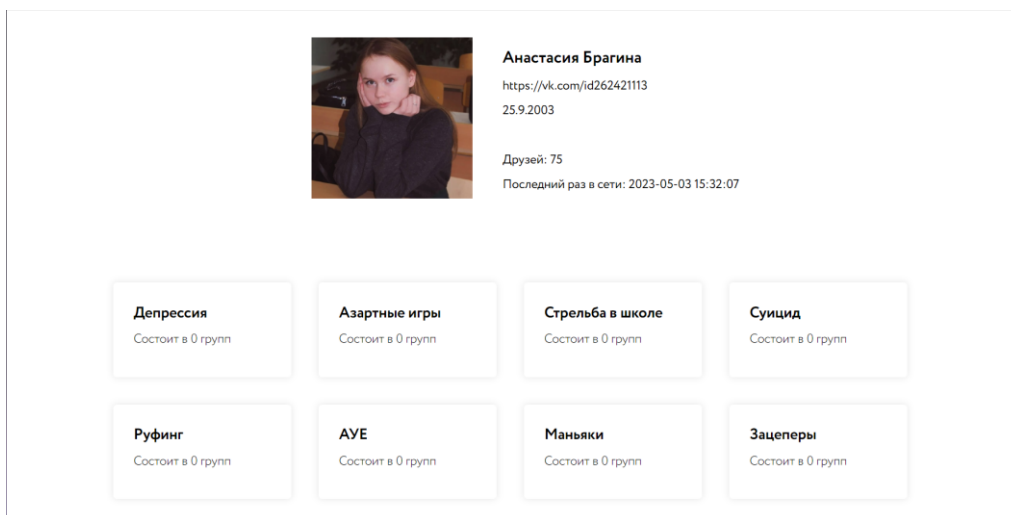 Анастасия Брагина
https://vk.com/id262421113
25.9.2003
Друзей: 75
Последний раз в сети: 2023-05-03 15:32:07
Депрессия
Состоит в 0 групп
Азартные игры
Состоит в 0 групп
Стрельба в школе
Состоит в 0 групп
Суицид
Состоит в 0 групп
Руфинг
Состоит в 0 групп
АУЕ
Состоит в 0 групп
Маньяки
Состоит в 0 групп
Зацеперы
Состоит в 0 групп